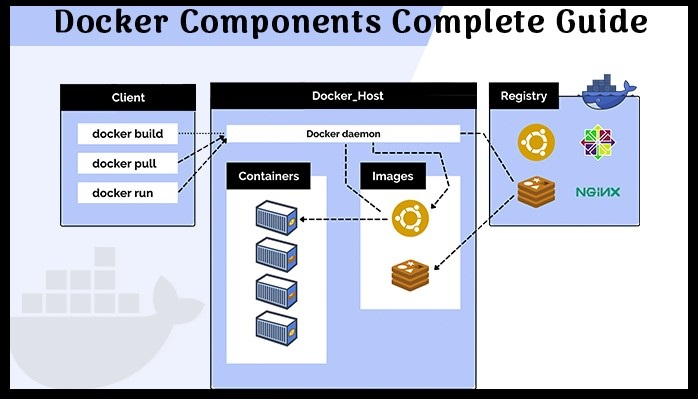 Docker Components Complete Guide
Client
docker build
docker pull
docker run
Docker_Host
Docker daemon
Containers
Images
Registry
NGiNX